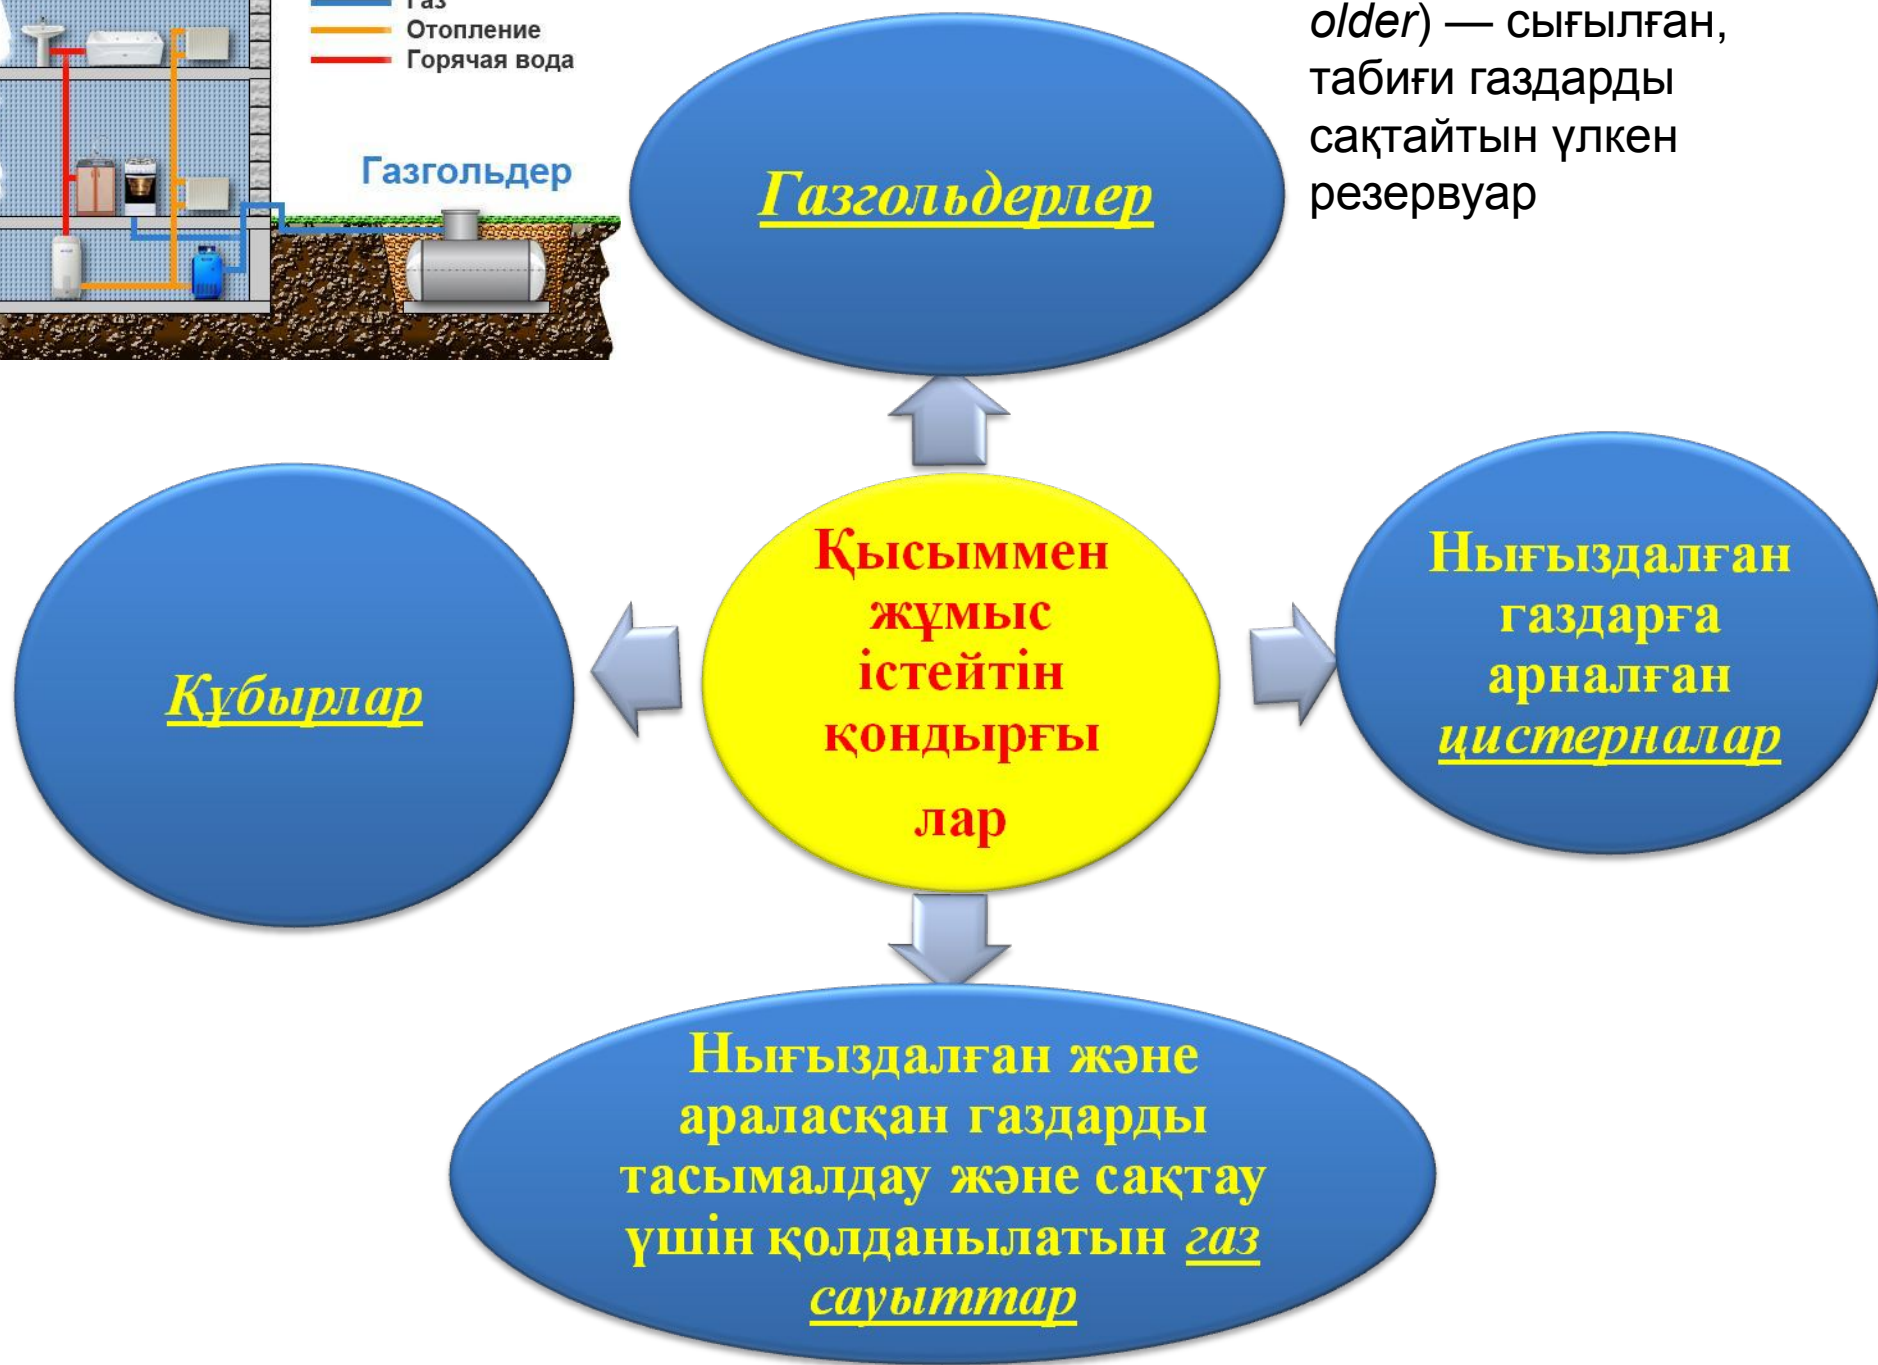 Газ
Отопление
Горячая вода
Газгольдер
older) — сығылған,
табиғи газдарды
сақтайтын үлкен
резервуар
Газгольдерлер
Құбырлар
Қысыммен
жұмыс
істейтін
қондырғы
лар
Нығыздалған
газдарға
арналған
цистерналар
Нығыздалған және
араласқан газдарды
тасымалдау және сақтау
үшін қолданылатын газ
сауыттар